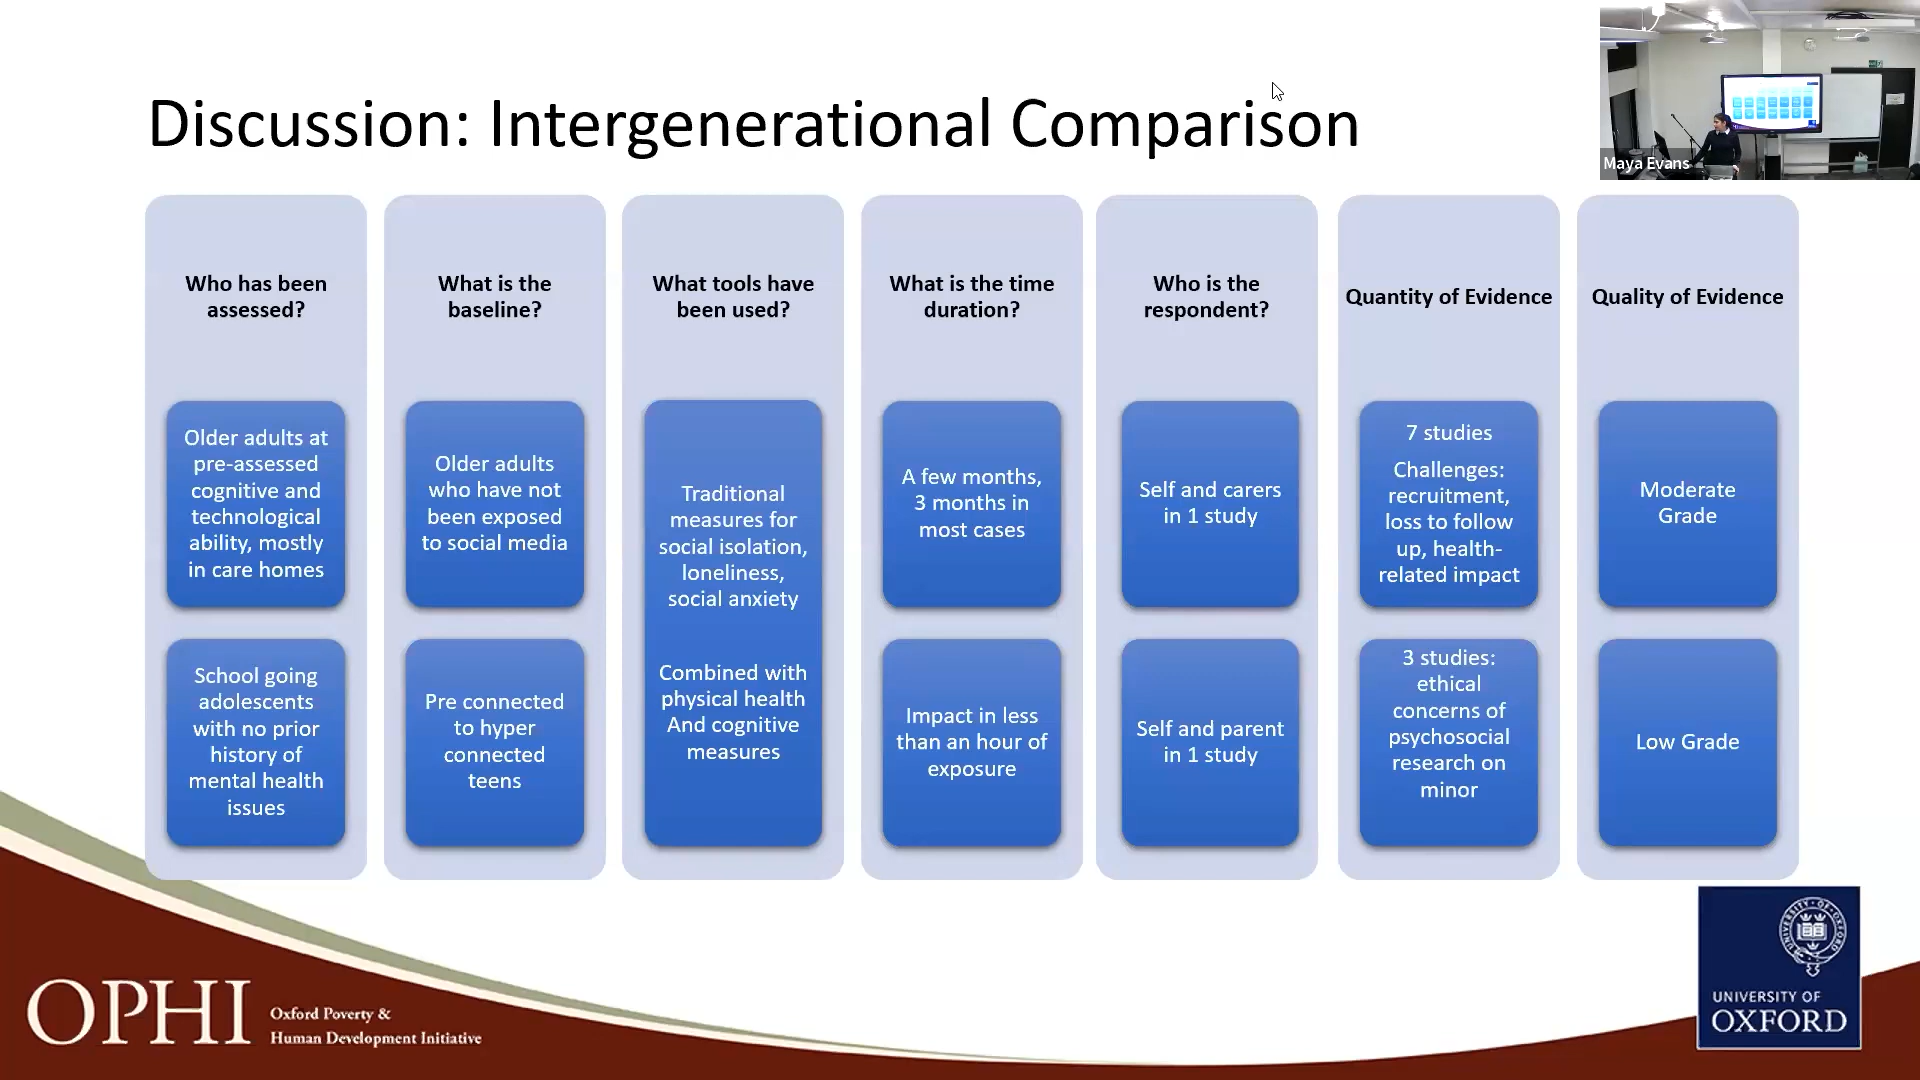 Discussion: Intergenerational Comparison
Maya Evans
Who has been
assessed?
Older adults at
pre-assessed
cognitive and
technological
ability, mostly
in care homes
School going
adolescents
with no prior
history of
mental health
issues
What is the
baseline?
Older adults
who have not
been exposed
to social media
Pre connected
to hyper
connected
teens
What tools have
been used?
Traditional
measures for
social isolation,
loneliness,
social anxiety
Combined with
physical health
And cognitive
measures
What is the time
duration?
A few months,
3 months in
most cases
Impact in less
than an hour of
exposure
Who is the
respondent?
Self and carers
in 1 study
Self and parent
in 1 study
Quantity of Evidence
7 studies
Challenges:
recruitment,
loss to follow
up, health-
related impact
3 studies:
ethical
concerns of
psychosocial
research on
minor
Quality of Evidence
Moderate
Grade
Low Grade
OPHI
Oxford Poverty &
Human Development Initiative
UNIVERSITY OF
OXFORD